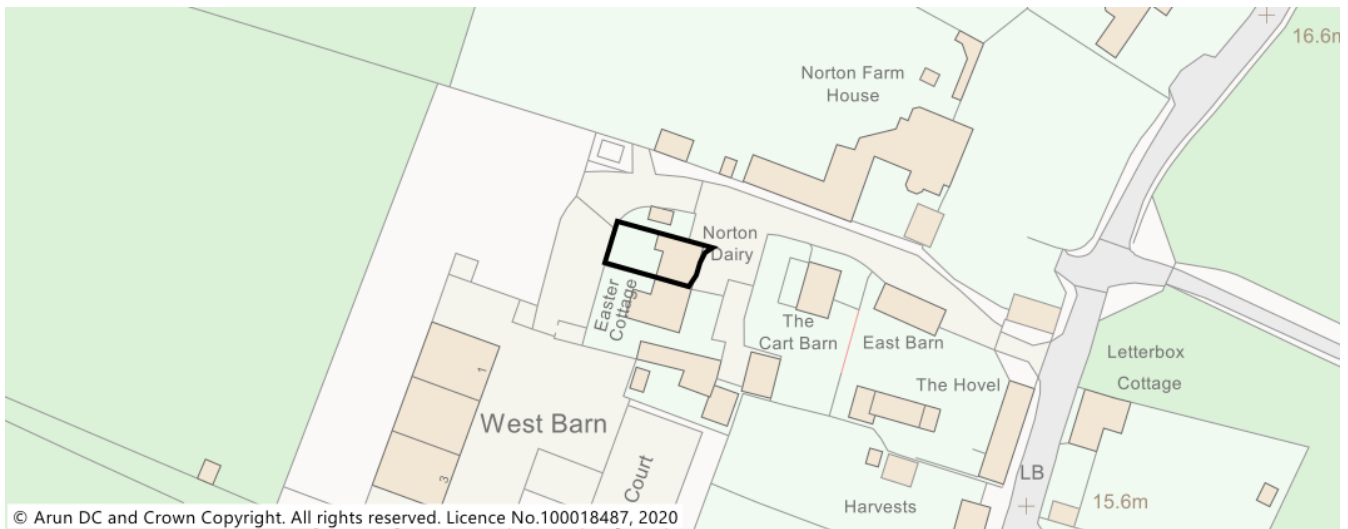 16.6m
Norton Farm
House
Norton
Dairy
Easter
Cottage
The
Cart Barn
East Barn
Letterbox
Cottage
The Hovel
1
West Barn
3
Court
LB
15.6m
Harvests
© Arun DC and Crown Copyright. All rights reserved. Licence No.100018487, 2020